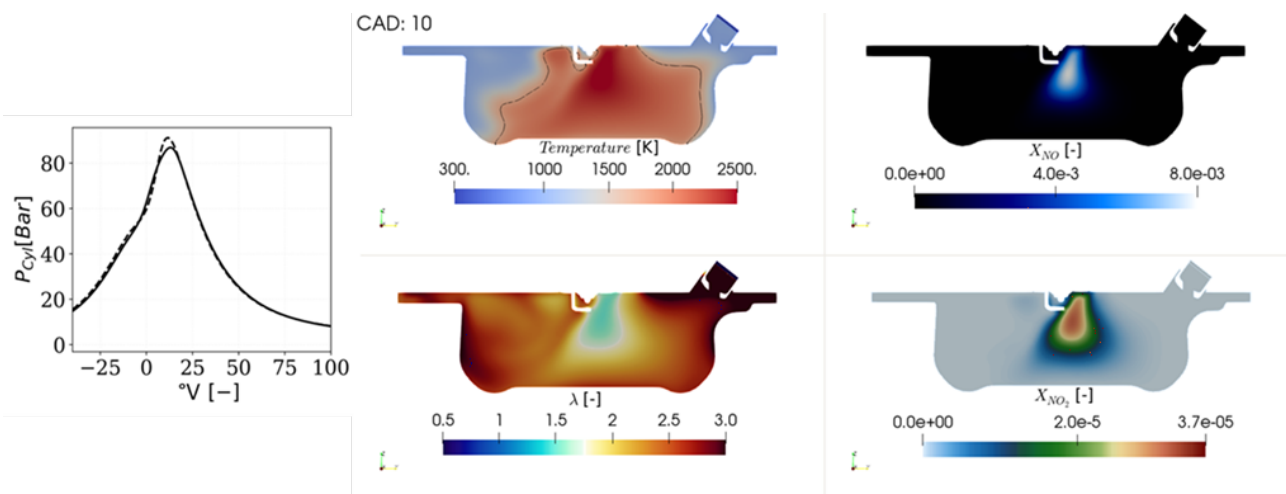 CAD: 10
Temperature [K]
300. 1000 2000 2500.
X_NO [-]
0.0e+00 4.0e-3 8.0e-03
80
60
40
20
0
P_Cyl[Bar]
−25 0 25 50 75 100
°V [−]
λ [-]
0.5 1 1.5 2 2.5 3.0
X_NO₂ [-]
0.0e+00 2.0e-5 3.7e-05